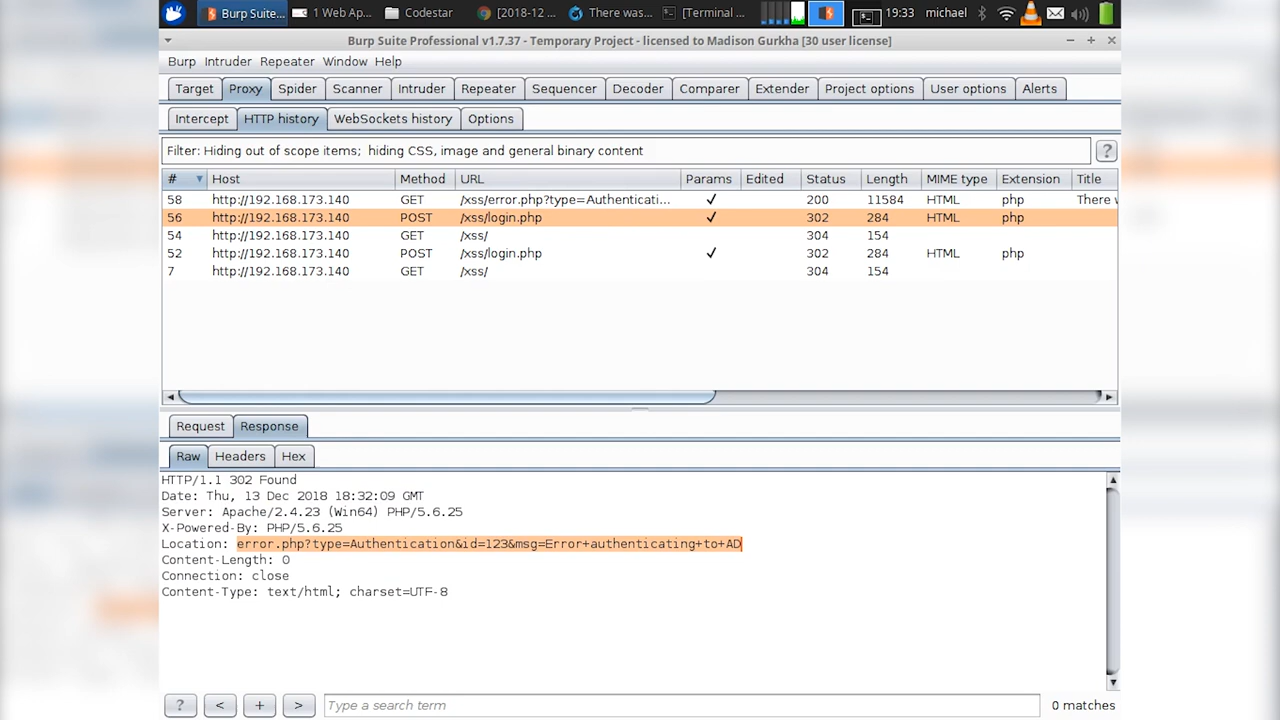 Burp Suite... 1 Web Ap... Codestar [2018-12 ... There was... [Terminal ... 19:33 michael
Burp Suite Professional v1.7.37 - Temporary Project - licensed to Madison Gurkha [30 user license]
Burp Intruder Repeater Window Help
Target Proxy Spider Scanner Intruder Repeater Sequencer Decoder Comparer Extender Project options User options Alerts
Intercept HTTP history WebSockets history Options
Filter: Hiding out of scope items; hiding CSS, image and general binary content ?
# Host Method URL Params Edited Status Length MIME type Extension Title
58 http://192.168.173.140 GET /xss/error.php?type=Authenticati... ✓ 200 11584 HTML php There
56 http://192.168.173.140 POST /xss/login.php ✓ 302 284 HTML php
54 http://192.168.173.140 GET /xss/ 304 154
52 http://192.168.173.140 POST /xss/login.php ✓ 302 284 HTML php
7 http://192.168.173.140 GET /xss/ 304 154
Request Response
Raw Headers Hex
HTTP/1.1 302 Found
Date: Thu, 13 Dec 2018 18:32:09 GMT
Server: Apache/2.4.23 (Win64) PHP/5.6.25
X-Powered-By: PHP/5.6.25
Location: error.php?type=Authentication&id=123&msg=Error+authenticating+to+AD
Content-Length: 0
Connection: close
Content-Type: text/html; charset=UTF-8
? < + > Type a search term 0 matches